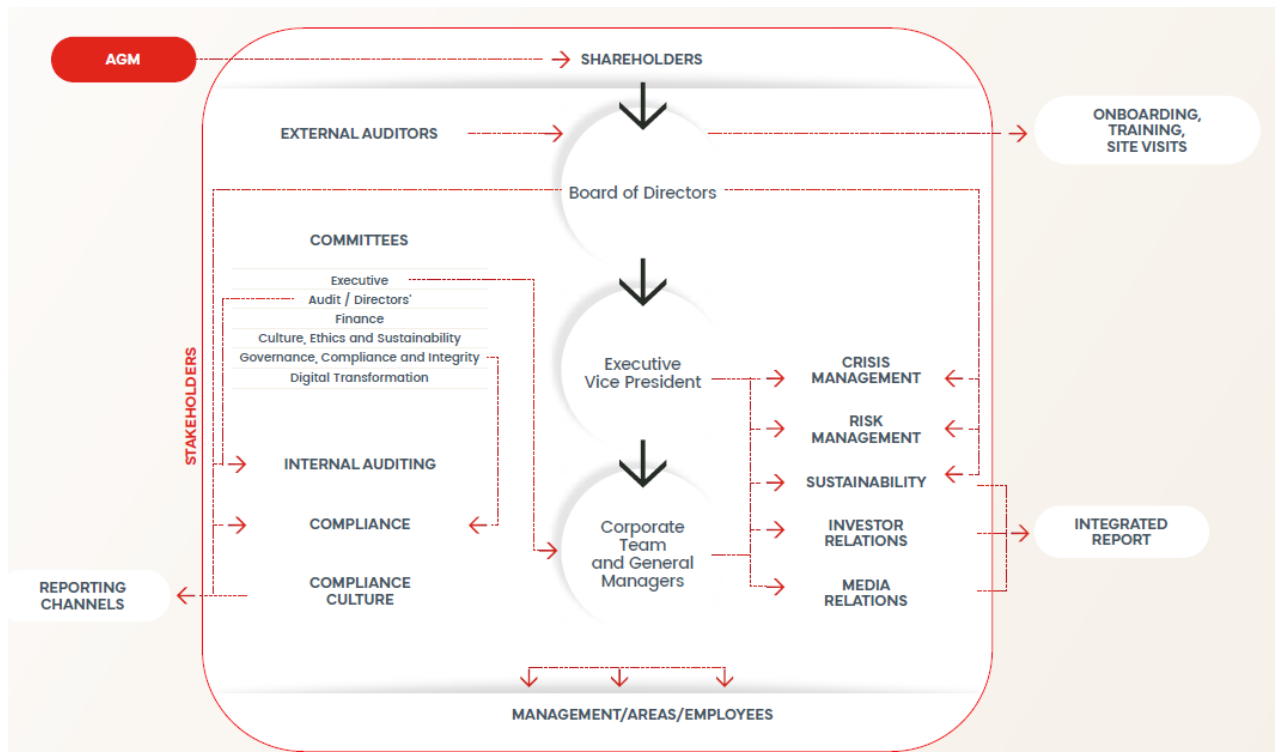 AGM
SHAREHOLDERS
EXTERNAL AUDITORS
ONBOARDING,
TRAINING,
SITE VISITS
Board of Directors
COMMITTEES
Executive
Audit / Directors'
Finance
Culture, Ethics and Sustainability
Governance, Compliance and Integrity
Digital Transformation
STAKEHOLDERS
Executive
Vice President
CRISIS
MANAGEMENT
RISK
MANAGEMENT
INTERNAL AUDITING
SUSTAINABILITY
COMPLIANCE
Corporate
Team
and General
Managers
INVESTOR
RELATIONS
INTEGRATED
REPORT
REPORTING
CHANNELS
COMPLIANCE
CULTURE
MEDIA
RELATIONS
MANAGEMENT/AREAS/EMPLOYEES